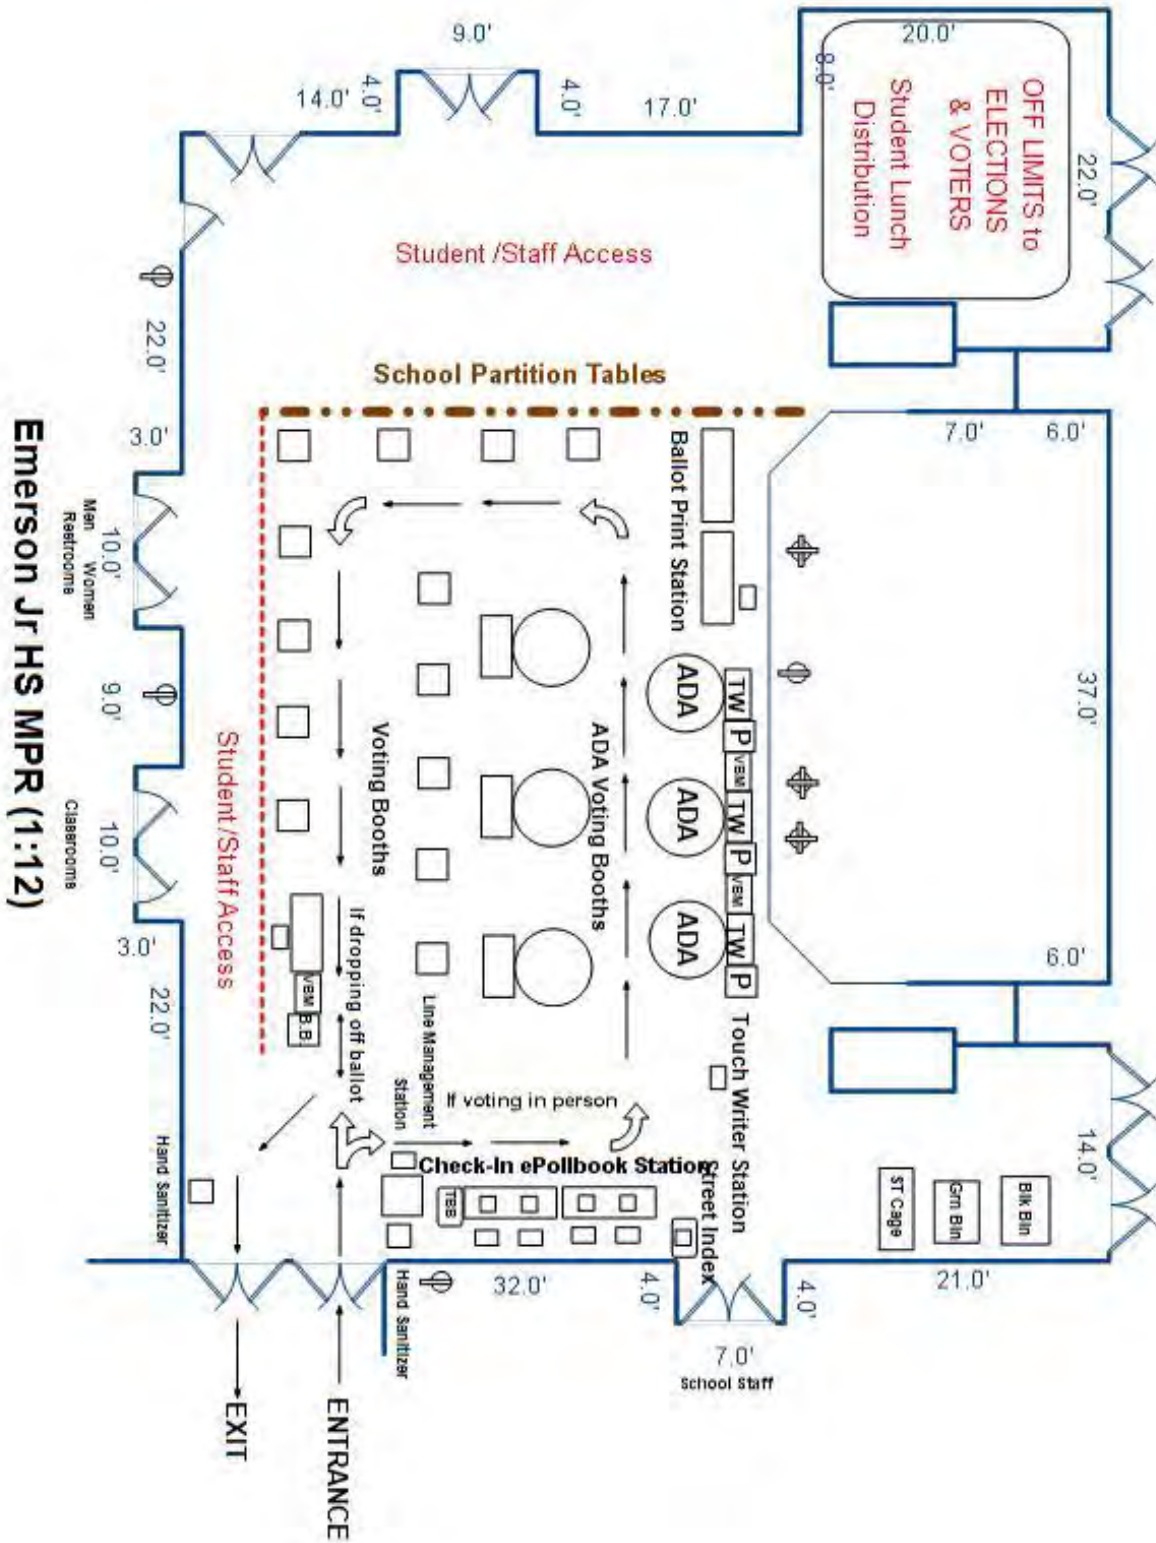 9.0'
20.0'
14.0'
4.0'
4.0'
17.0'
8.0'
OFF LIMITS to
ELECTIONS
& VOTERS
Student Lunch
Distribution
22.0'
Student /Staff Access
22.0'
School Partition Tables
3.0'
7.0'
6.0'
Ballot Print Station
Men Women
Restrooms
10.0'
ADA
TW
P
VBM
ADA
TW
P
VBM
ADA
TW
P
37.0'
9.0'
Voting Booths
ADA Voting Booths
Student /Staff Access
Emerson Jr HS MPR (1:12)
Classrooms
10.0'
3.0'
6.0'
22.0'
VBM
B.B.
If dropping off ballot
Line Management
Station
If voting in person
Touch Writer Station
14.0'
Hand Sanitizer
Check-In ePollbook Station
Street Index
TBB
ST Cage
Grn Bin
Blk Bin
Hand Sanitizer
32.0'
4.0'
4.0'
21.0'
7.0'
School Staff
EXIT
ENTRANCE